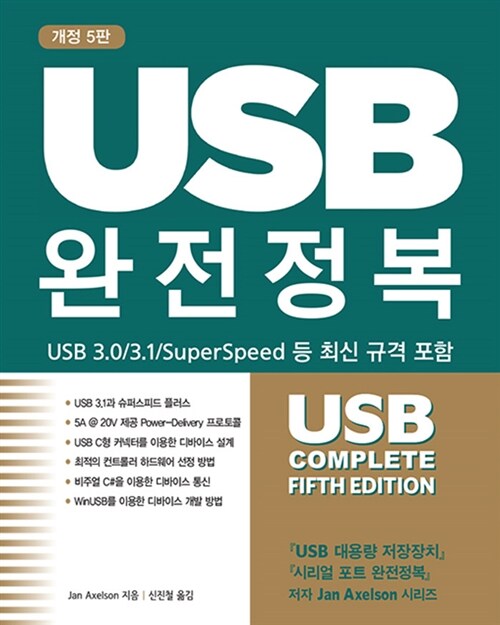 개정 5판
USB
완전정복
USB 3.0/3.1/SuperSpeed 등 최신 규격 포함
• USB 3.1과 슈퍼스피드 플러스
• 5A @ 20V 제공 Power-Delivery 프로토콜
• USB C형 커넥터를 이용한 디바이스 설계
• 최적의 컨트롤러 하드웨어 선정 방법
• 비주얼 C#을 이용한 디바이스 통신
• WinUSB를 이용한 디바이스 개발 방법
Jan Axelson 지음 | 신진철 옮김
USB
COMPLETE
FIFTH EDITION
『USB 대용량 저장장치』
『시리얼 포트 완전정복』
저자 Jan Axelson 시리즈